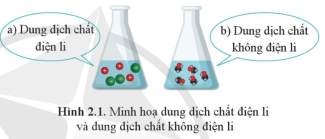 a) Dung dịch chất
điện li
b) Dung dịch chất
không điện li
Hình 2.1. Minh hoạ dung dịch chất điện li
và dung dịch chất không điện li